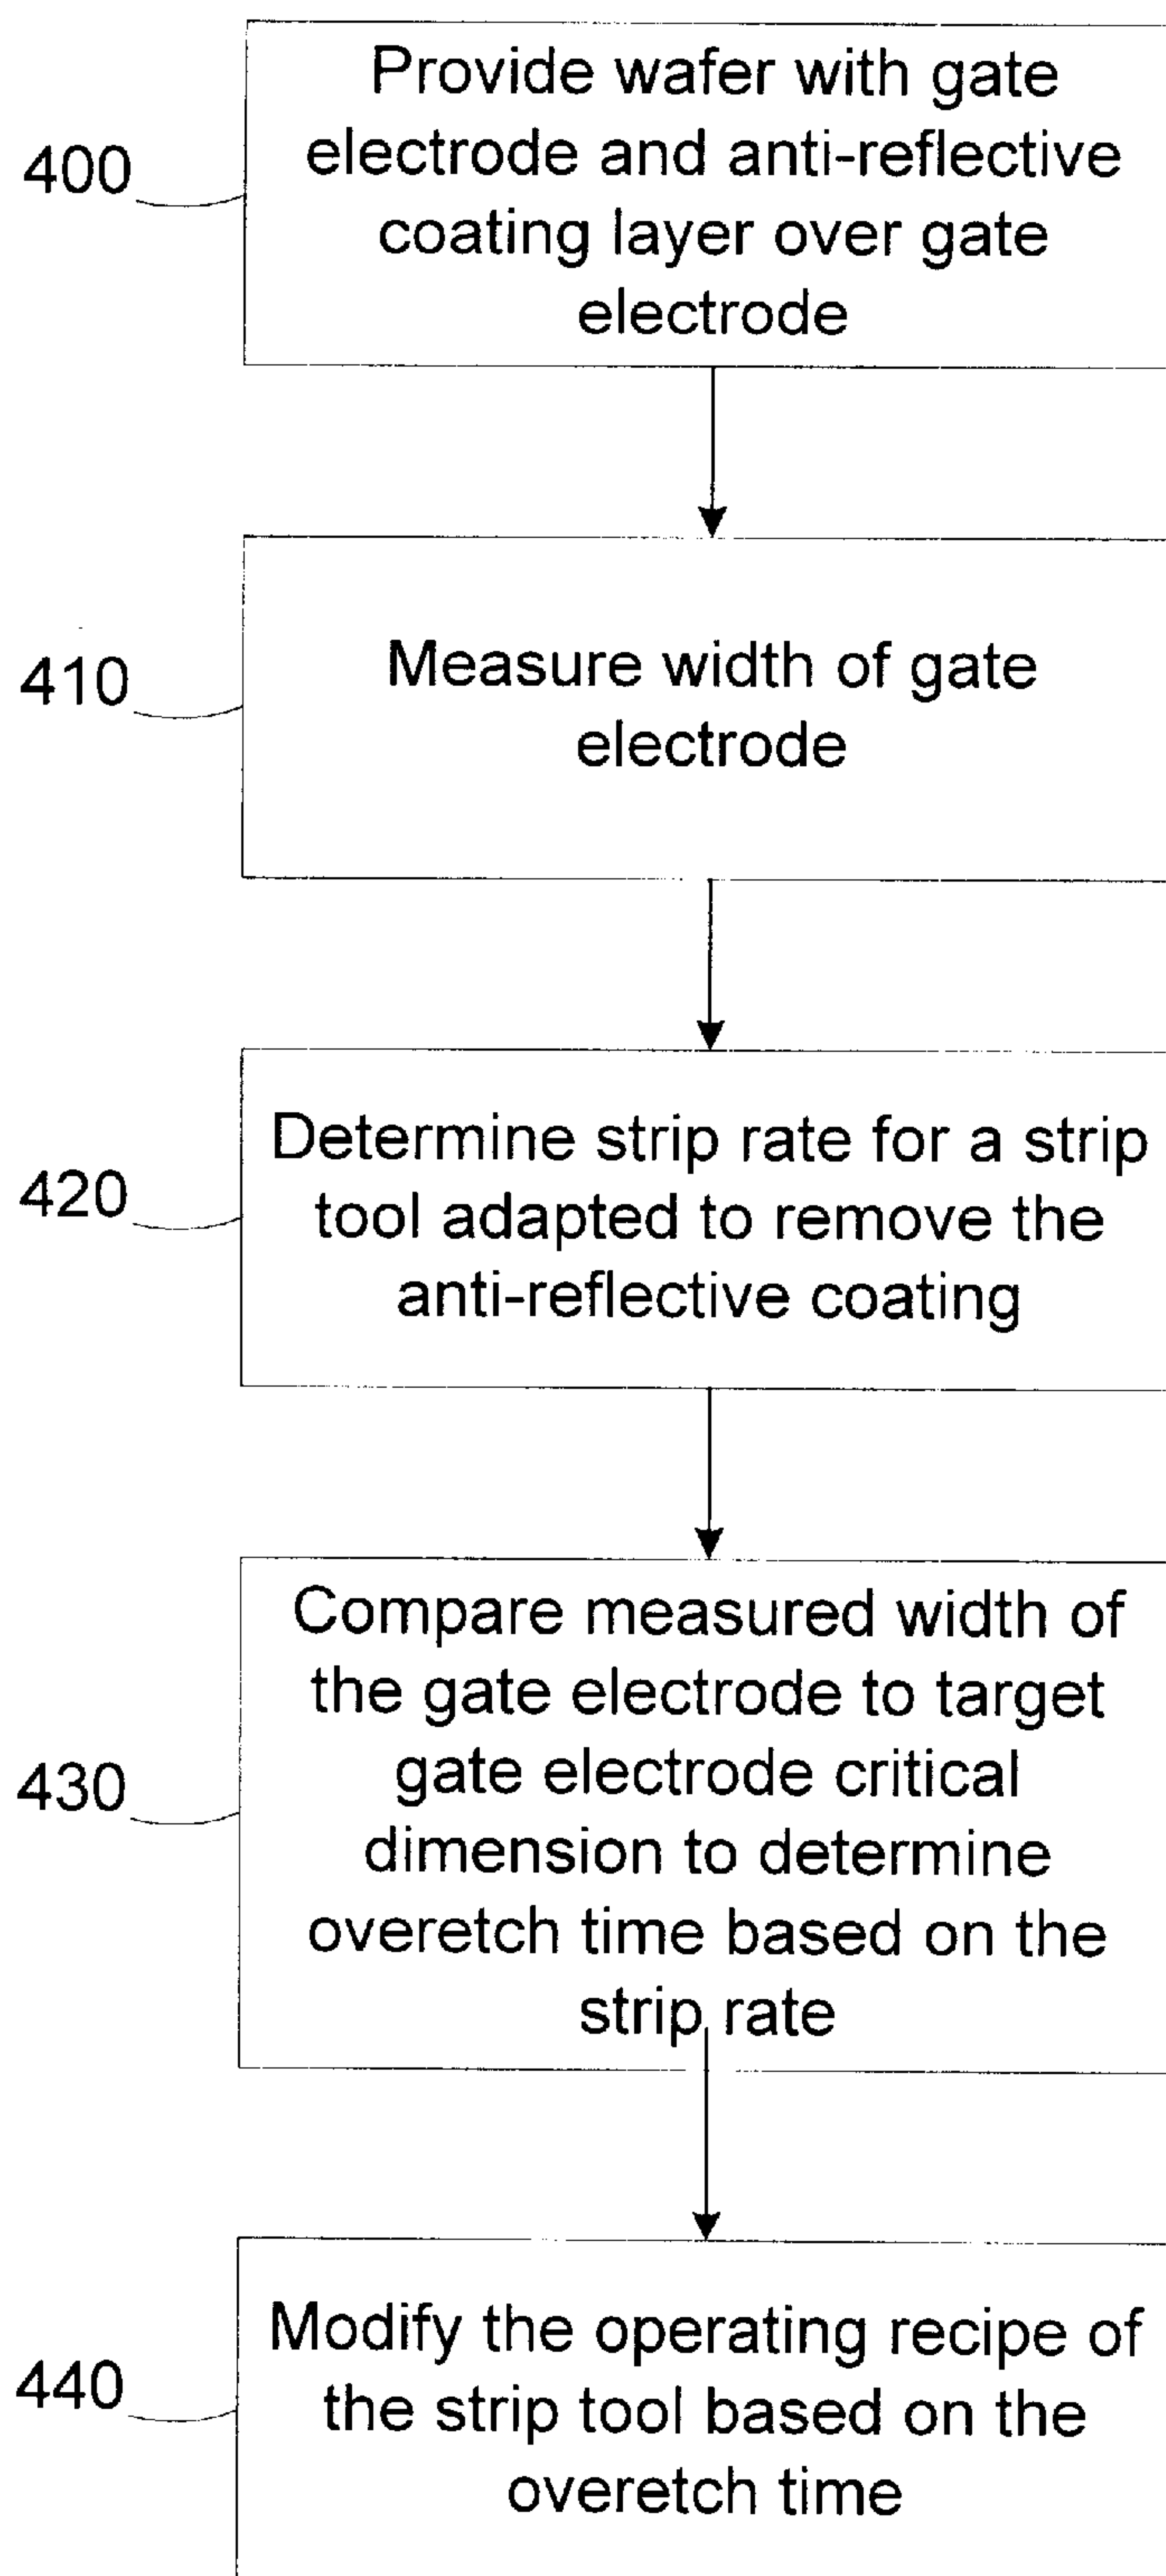 Provide wafer with gate
electrode and anti-reflective
coating layer over gate
electrode
400
Measure width of gate
electrode
410
Determine strip rate for a strip
tool adapted to remove the
anti-reflective coating
420
Compare measured width of
the gate electrode to target
gate electrode critical
dimension to determine
overetch time based on the
strip rate
430
Modify the operating recipe of
the strip tool based on the
overetch time
440